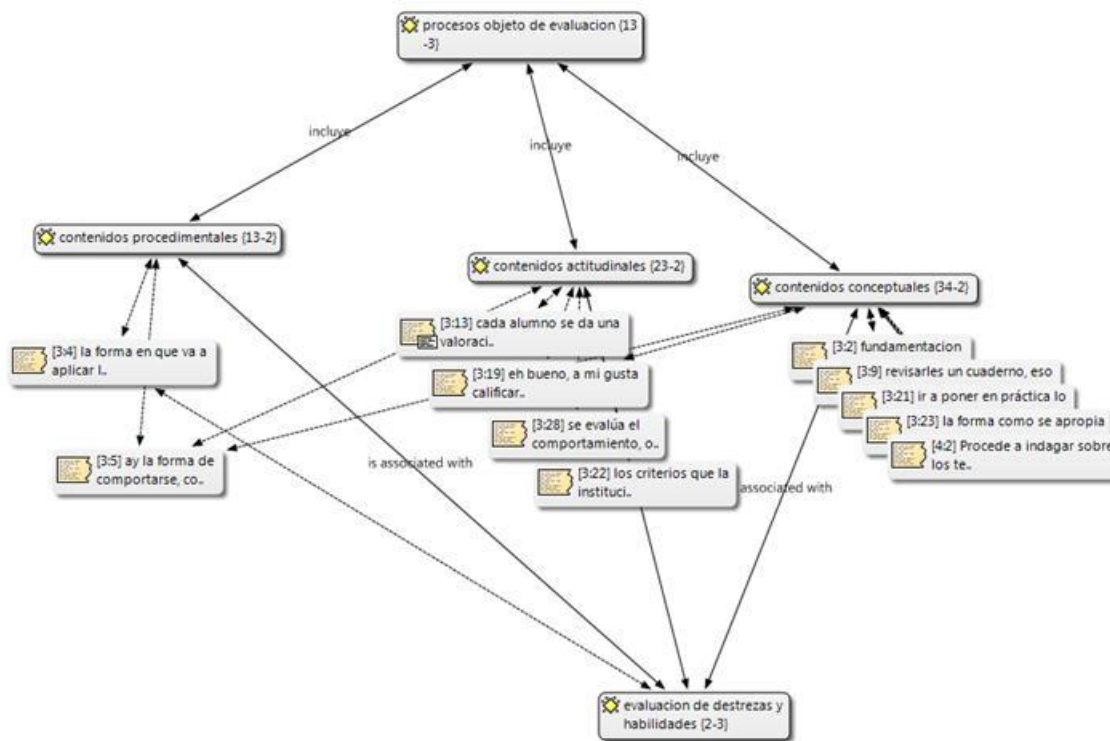 procesos objeto de evaluacion {13
-3}
incluye
incluye
incluye
contenidos procedimentales {13-2}
contenidos actitudinales {23-2}
contenidos conceptuales {34-2}
[3:13] cada alumno se da una
valoraci..
[3:4] la forma en que va a
aplicar l..
[3:2] fundamentacion
[3:19] eh bueno, a mi gusta
calificar..
[3:9] revisarles un cuaderno, eso
[3:21] ir a poner en práctica lo
[3:28] se evalúa el
comportamiento, o..
[3:23] la forma como se apropia
[4:2] Procede a indagar sobre
los te..
[3:5] ay la forma de
comportarse, co..
is associated with
[3:22] los criterios que la
instituci..
associated with
evaluacion de destrezas y
habilidades {2-3}